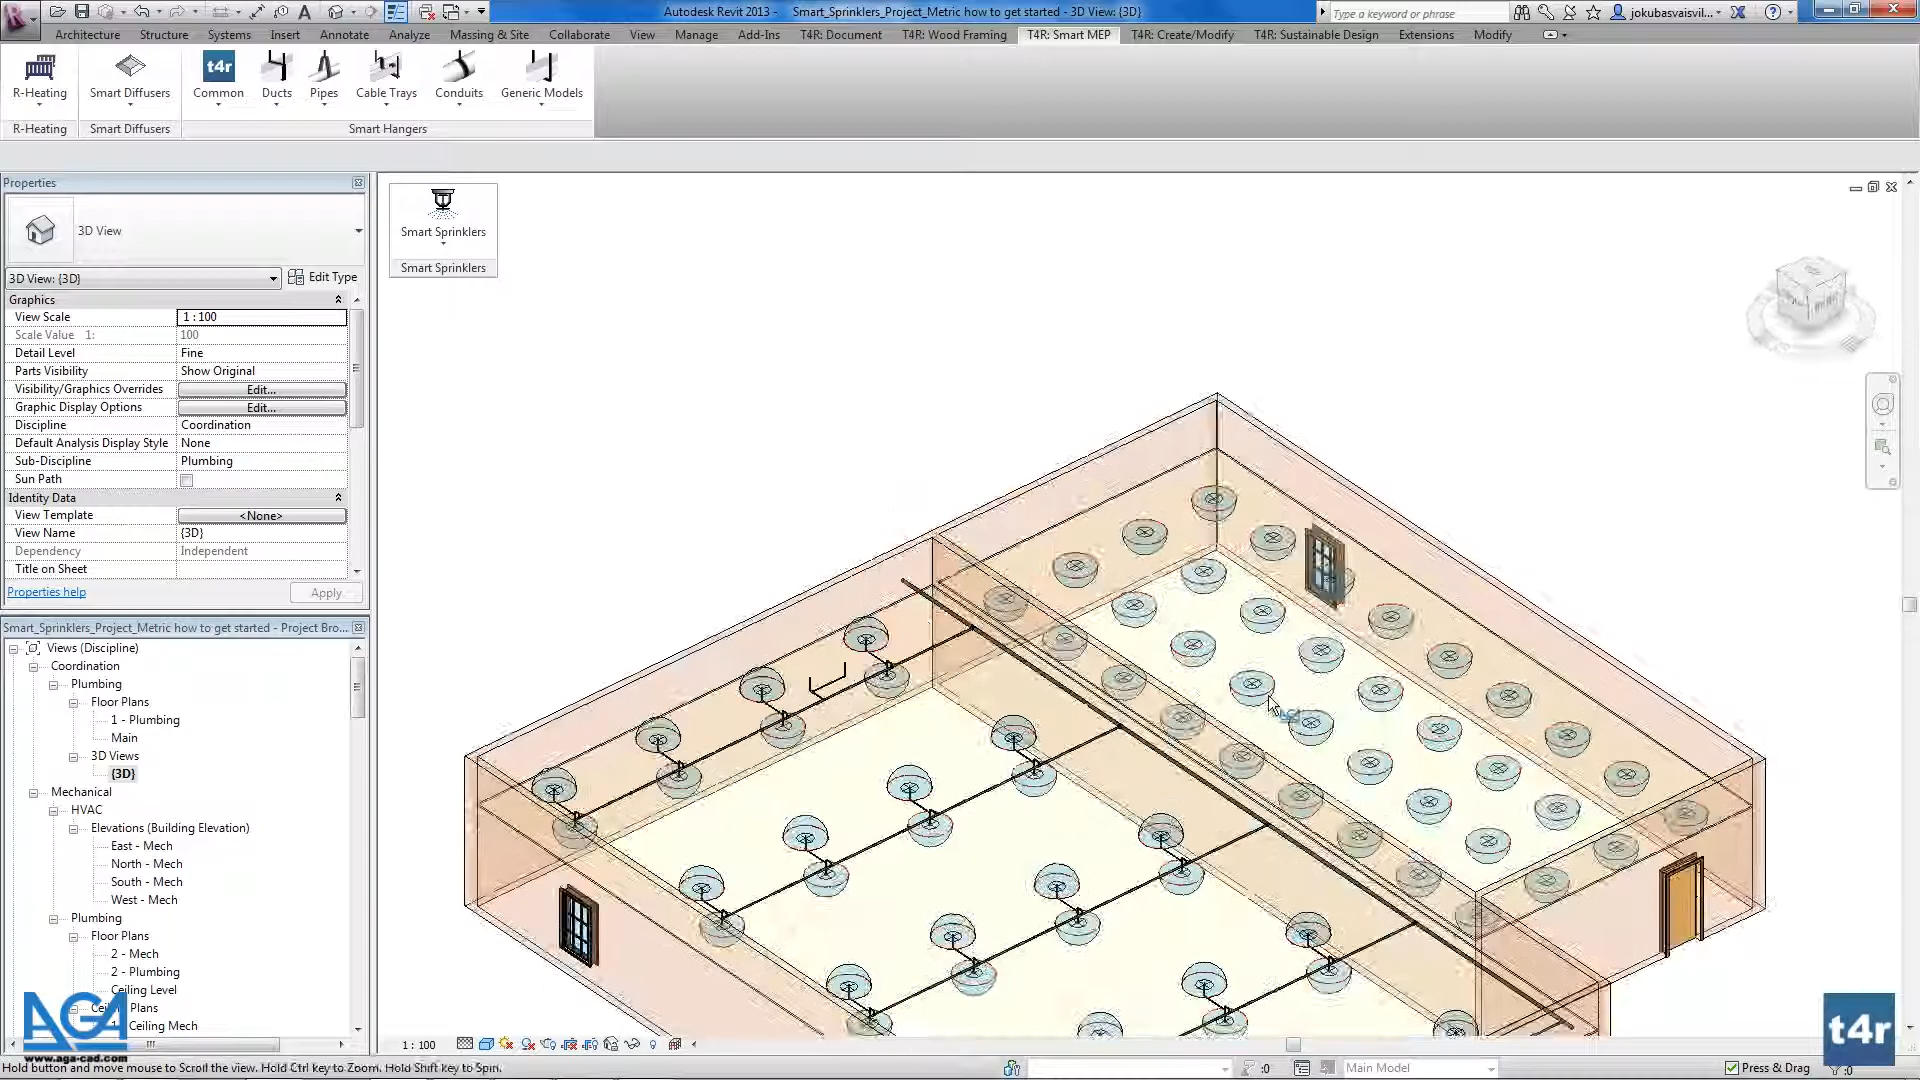 Autodesk Revit 2013 - Smart_Sprinklers_Project_Metric how to get started - 3D View: {3D}
Type a keyword or phrase
jokubasvaisvil...
Architecture Structure Systems Insert Annotate Analyze Massing & Site Collaborate View Manage Add-Ins T4R: Document T4R: Wood Framing T4R: Smart MEP T4R: Create/Modify T4R: Sustainable Design Extensions Modify
t4r
R-Heating Smart Diffusers Common Ducts Pipes Cable Trays Conduits Generic Models
R-Heating Smart Diffusers Smart Hangers
Properties
3D View
3D View: {3D} Edit Type
Graphics
View Scale 1 : 100
Scale Value 1: 100
Detail Level Fine
Parts Visibility Show Original
Visibility/Graphics Overrides Edit...
Graphic Display Options Edit...
Discipline Coordination
Default Analysis Display Style None
Sub-Discipline Plumbing
Sun Path
Identity Data
View Template <None>
View Name {3D}
Dependency Independent
Title on Sheet
Properties help Apply
Smart Sprinklers
Smart Sprinklers
Smart_Sprinklers_Project_Metric how to get started - Project Bro...
Views (Discipline)
Coordination
Plumbing
Floor Plans
1 - Plumbing
Main
3D Views
{3D}
Mechanical
HVAC
Elevations (Building Elevation)
East - Mech
North - Mech
South - Mech
West - Mech
Plumbing
Floor Plans
2 - Mech
2 - Plumbing
Ceiling Level
Plans
Ceiling Mech
AGA
www.aga-cad.com
1 : 100
t4r
Hold button and move mouse to Scroll the view. Hold Ctrl key to Zoom. Hold Shift key to Spin.
:0
Main Model
Press & Drag
:0